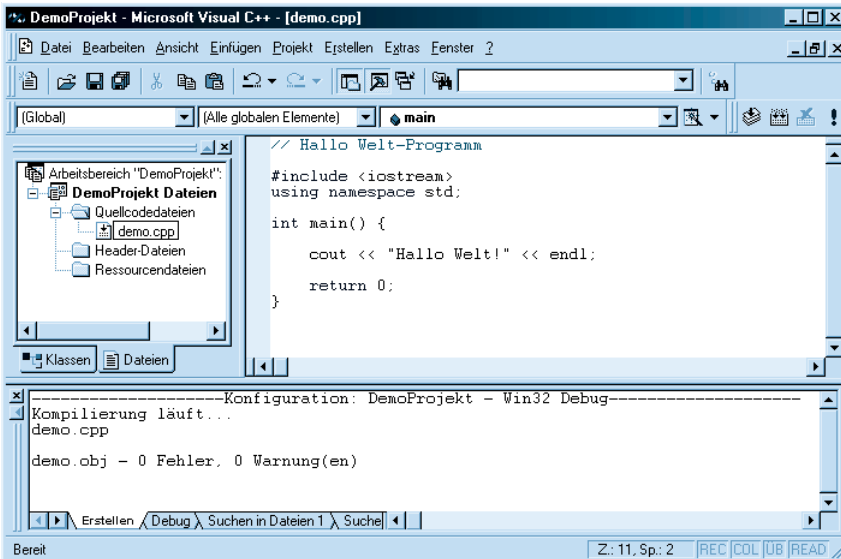 DemoProjekt - Microsoft Visual C++ - [demo.cpp]
Datei Bearbeiten Ansicht Einfügen Projekt Erstellen Extras Fenster ?
(Global) (Alle globalen Elemente) main
Arbeitsbereich "DemoProjekt":
DemoProjekt Dateien
Quellcodedateien
demo.cpp
Header-Dateien
Ressourcendateien
Klassen Dateien
// Hallo Welt-Programm
#include <iostream>
using namespace std;
int main() {
cout << "Hallo Welt!" << endl;
return 0;
}
--------------------Konfiguration: DemoProjekt - Win32 Debug--------------------
Kompilierung läuft...
demo.cpp
demo.obj - 0 Fehler, 0 Warnung(en)
Erstellen Debug Suchen in Dateien 1 Suche
Bereit Z.: 11, Sp.: 2 REC COL ÜB READ